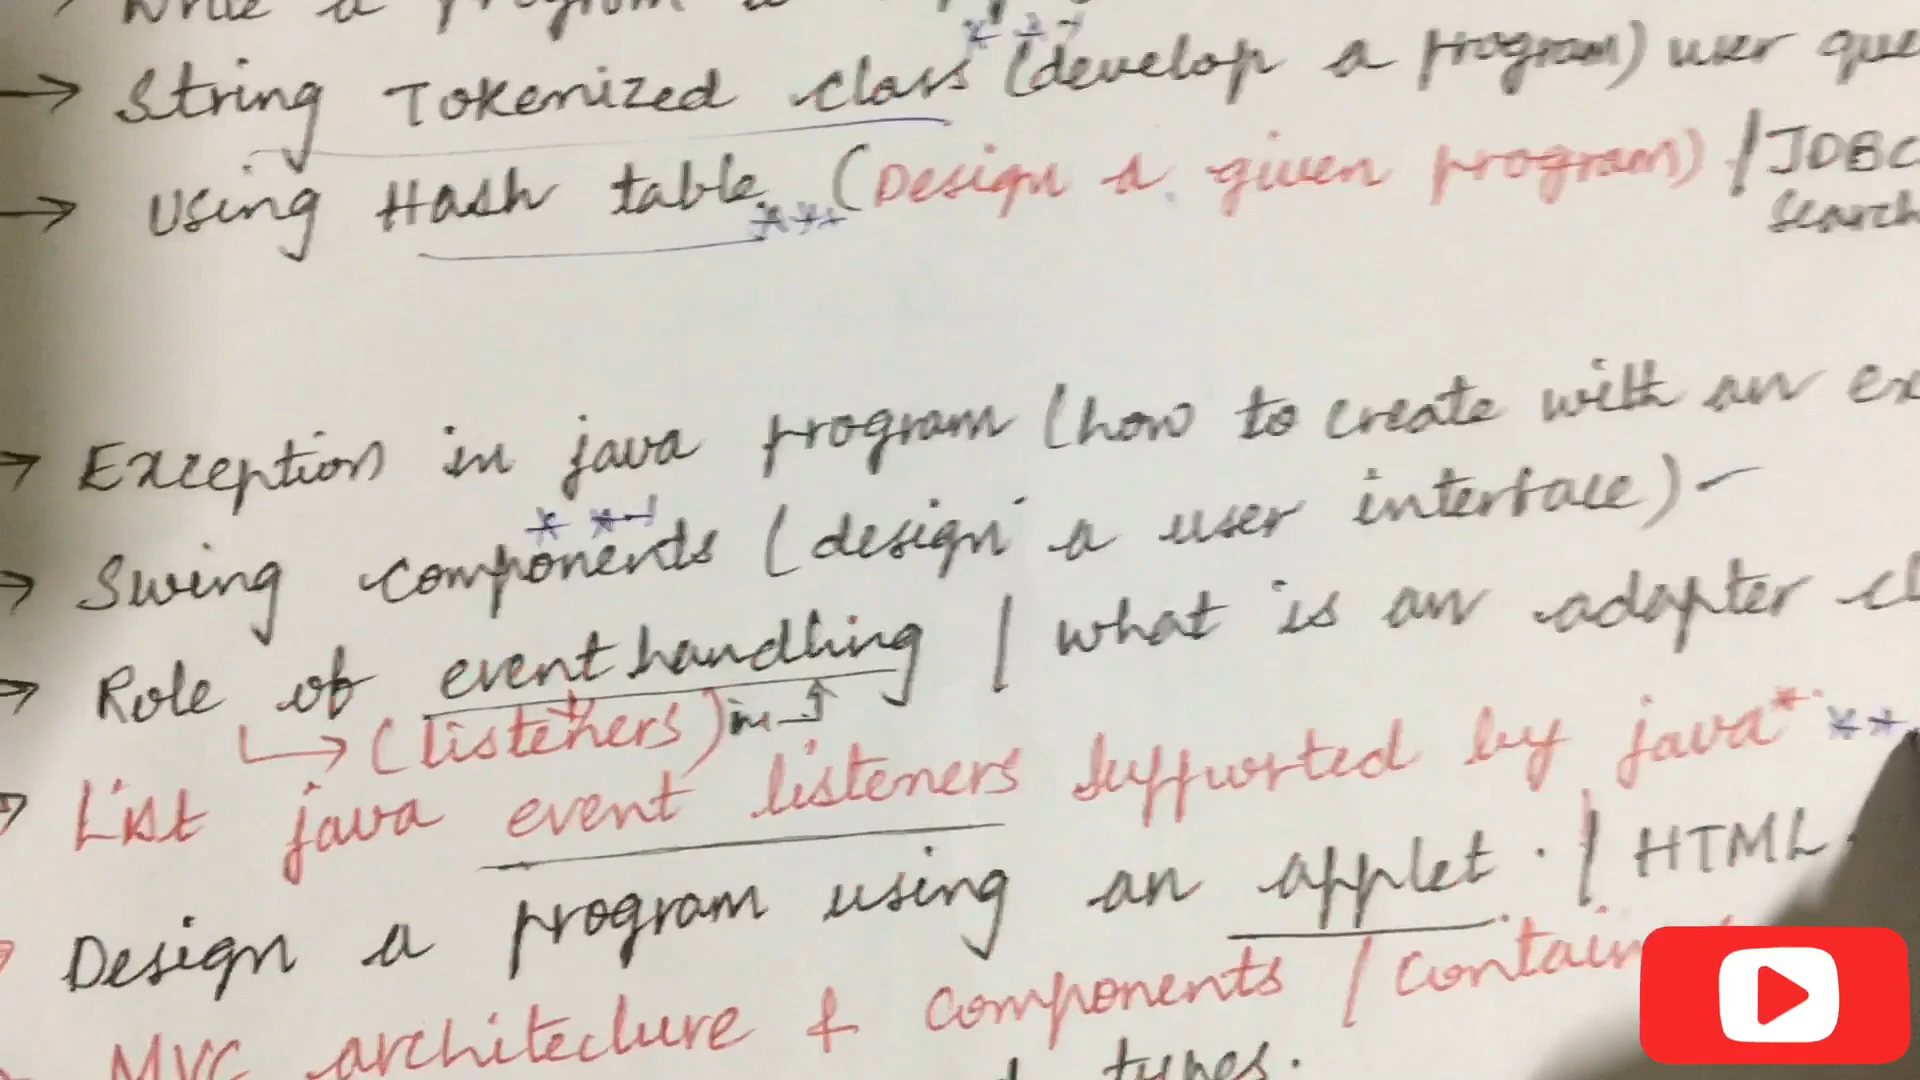 Write a program
→ String Tokenized class *** (develop a program) user que
→ Using Hash table *** (Design a given program) / JDBC
search
→ Exception in java program (how to create with an ex
→ Swing components *** (design a user interface) -
→ Role of event handling / what is an adapter cl
↳ (listeners) in
→ List java event listeners supported by java* **
Design a program using an applet. / HTML.
MVC architecture & components / Contain
types.